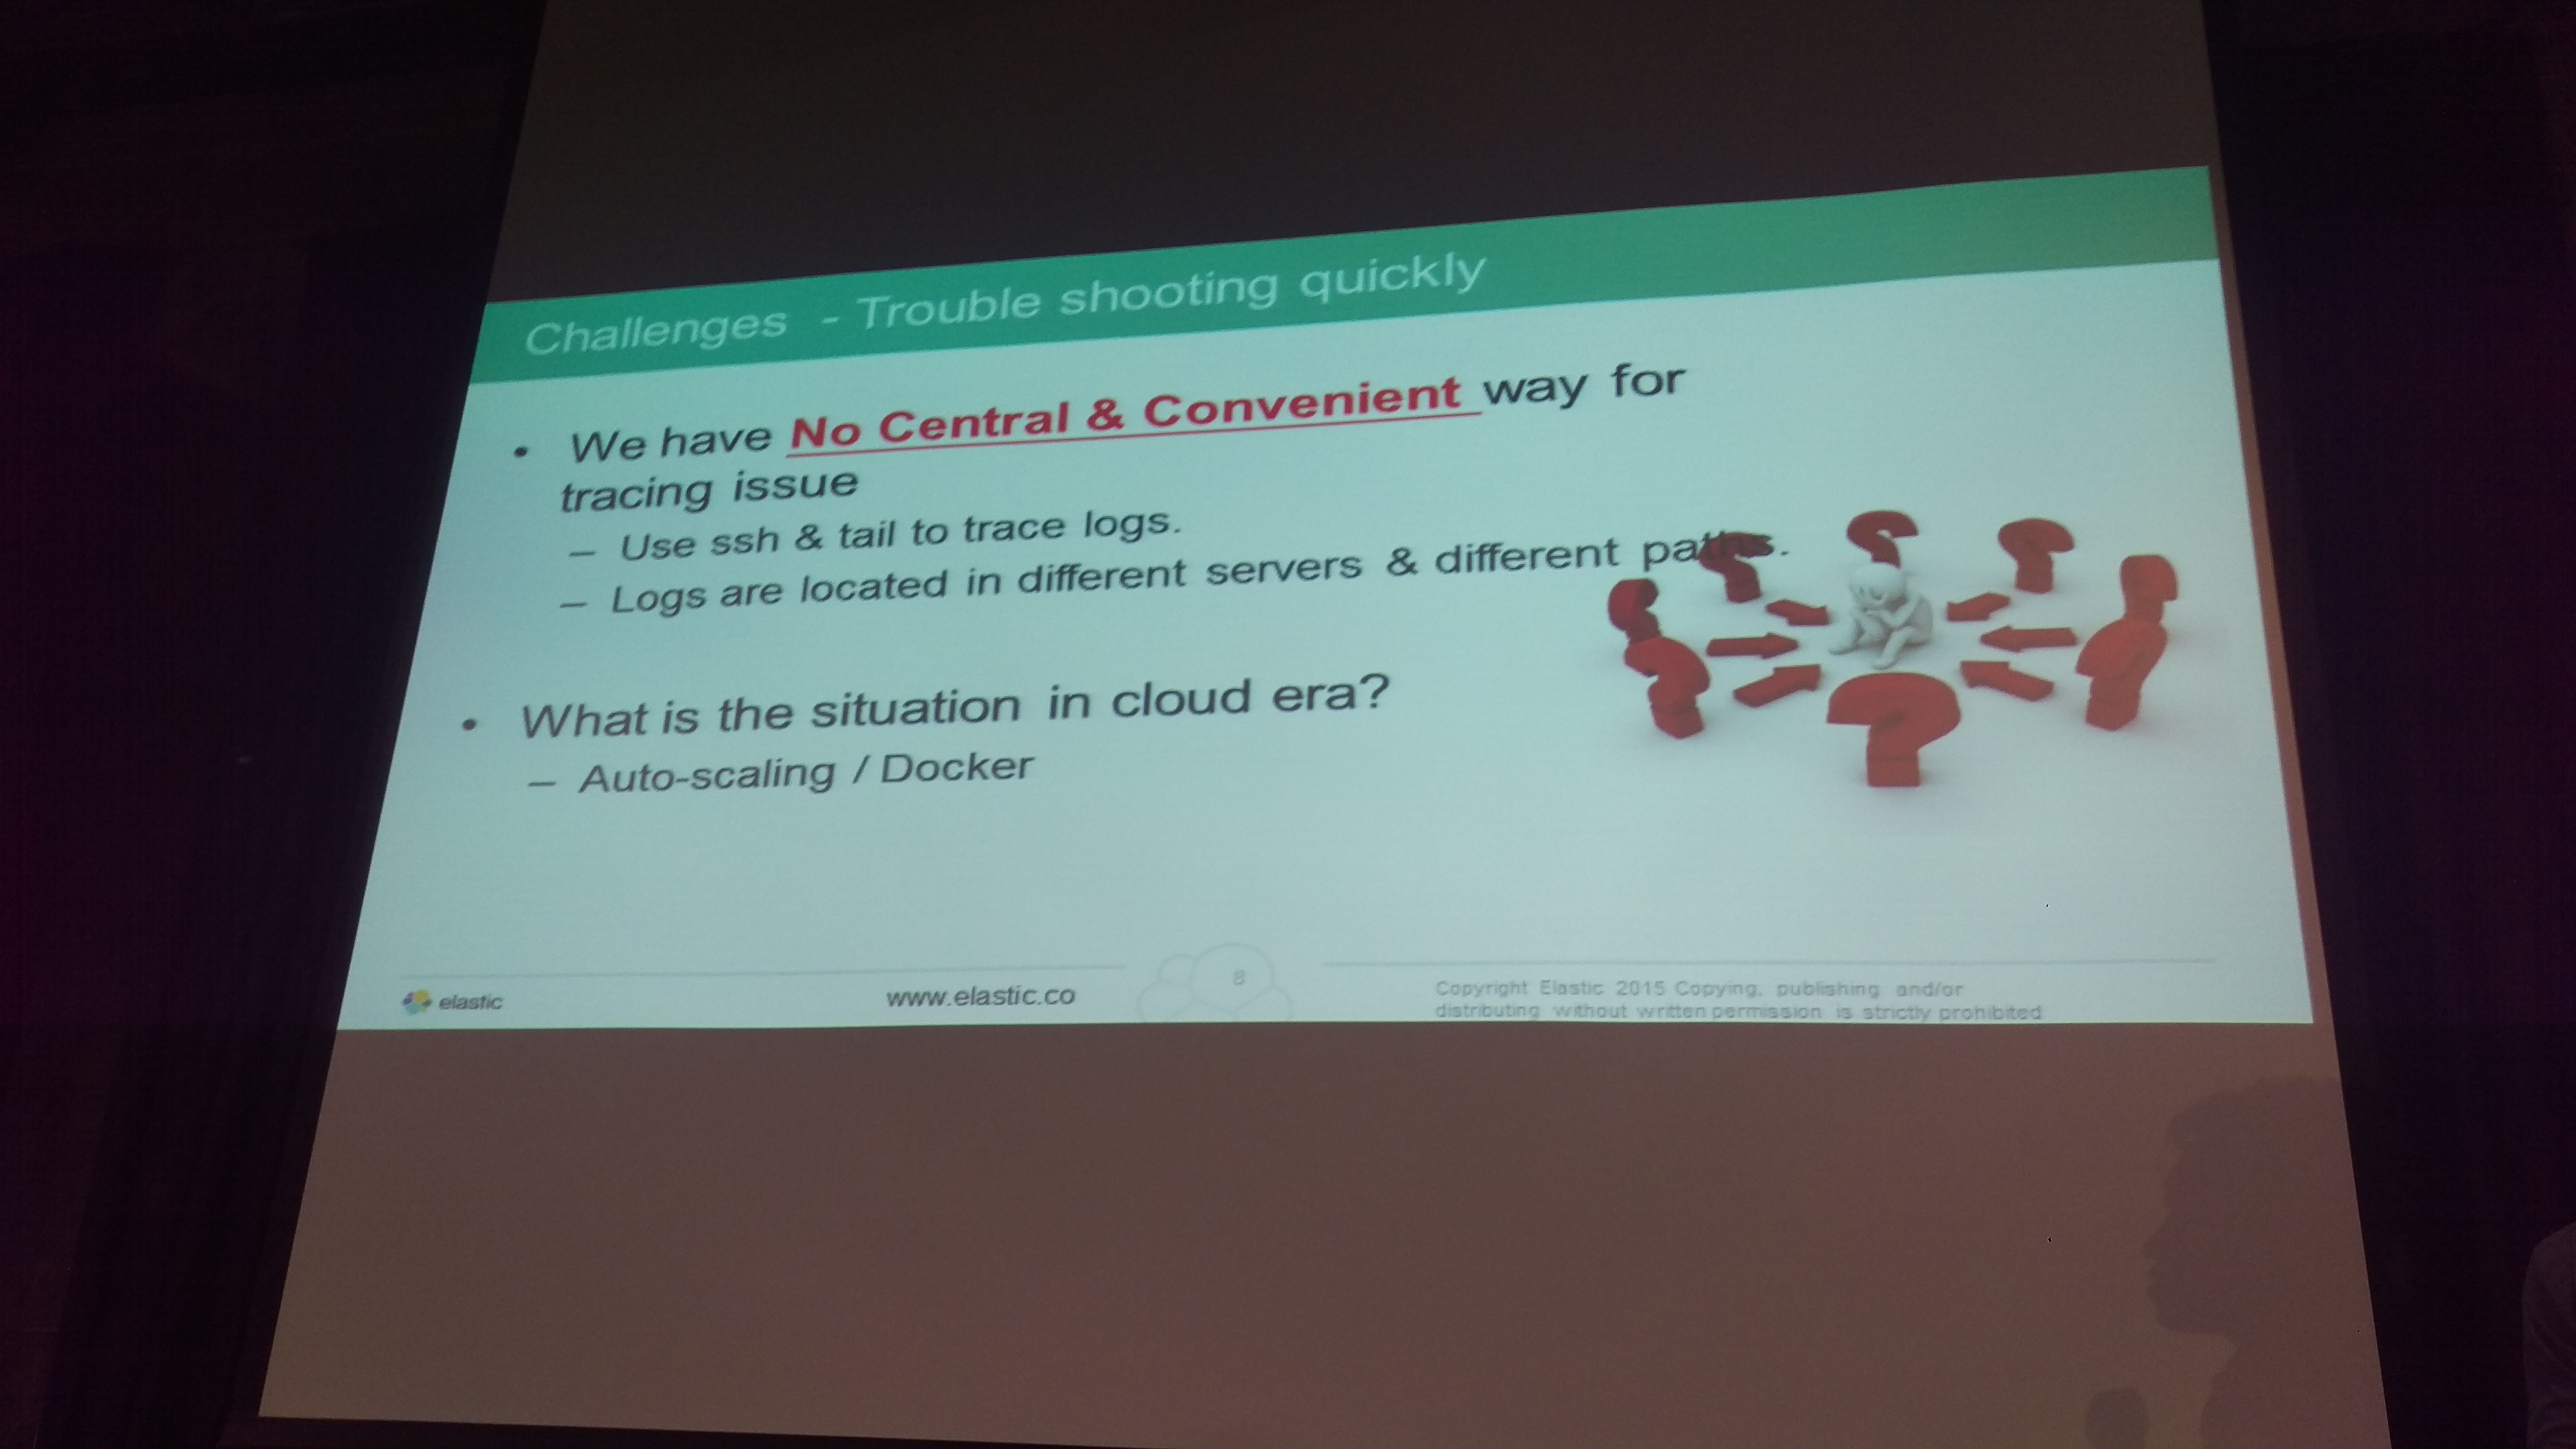 Challenges - Trouble shooting quickly
• We have No Central & Convenient way for
tracing issue
– Use ssh & tail to trace logs.
– Logs are located in different servers & different paths.
• What is the situation in cloud era?
– Auto-scaling / Docker
elastic
www.elastic.co
8
Copyright Elastic 2015 Copying, publishing and/or
distributing without written permission is strictly prohibited